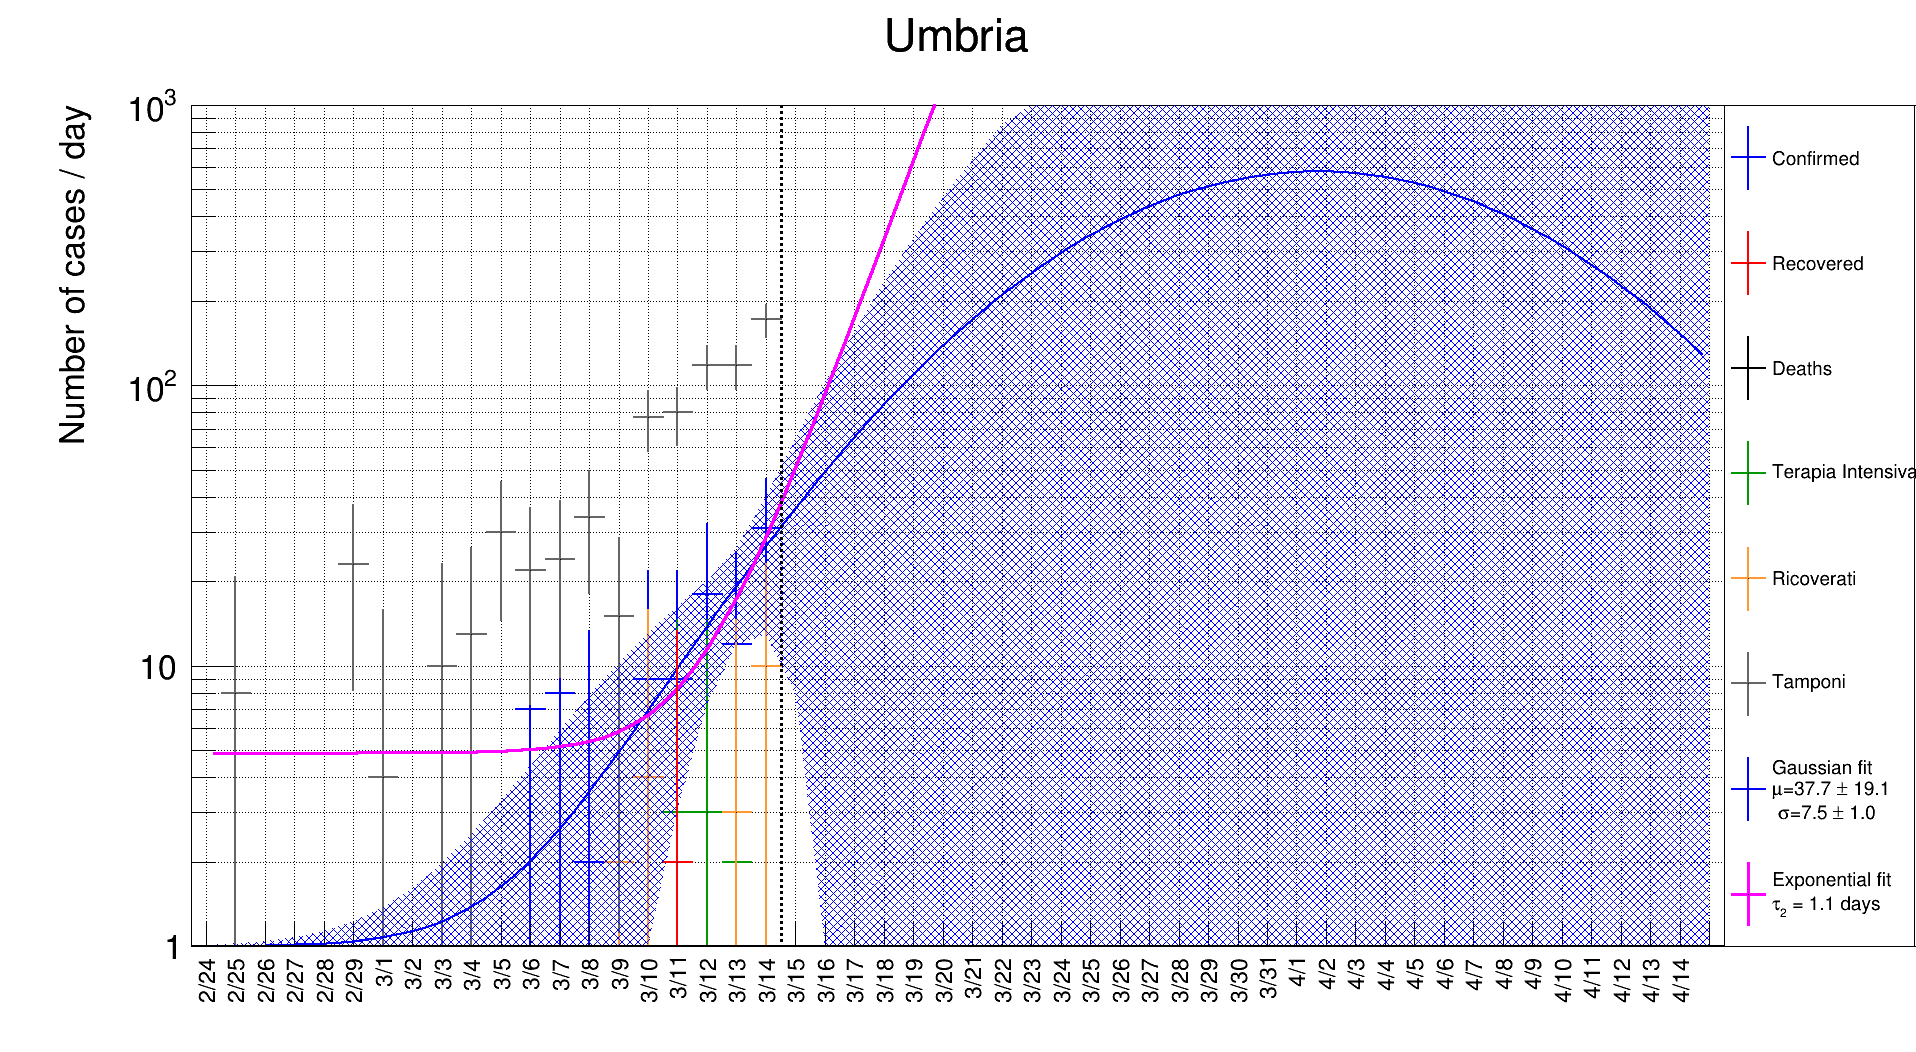 Umbria
Number of cases / day
10³
10²
10
1
2/24 2/25 2/26 2/27 2/28 2/29 3/1 3/2 3/3 3/4 3/5 3/6 3/7 3/8 3/9 3/10 3/11 3/12 3/13 3/14 3/15 3/16 3/17 3/18 3/19 3/20 3/21 3/22 3/23 3/24 3/25 3/26 3/27 3/28 3/29 3/30 3/31 4/1 4/2 4/3 4/4 4/5 4/6 4/7 4/8 4/9 4/10 4/11 4/12 4/13 4/14
Confirmed
Recovered
Deaths
Terapia Intensiva
Ricoverati
Tamponi
Gaussian fit
μ=37.7 ± 19.1
σ=7.5 ± 1.0
Exponential fit
τ₂ = 1.1 days